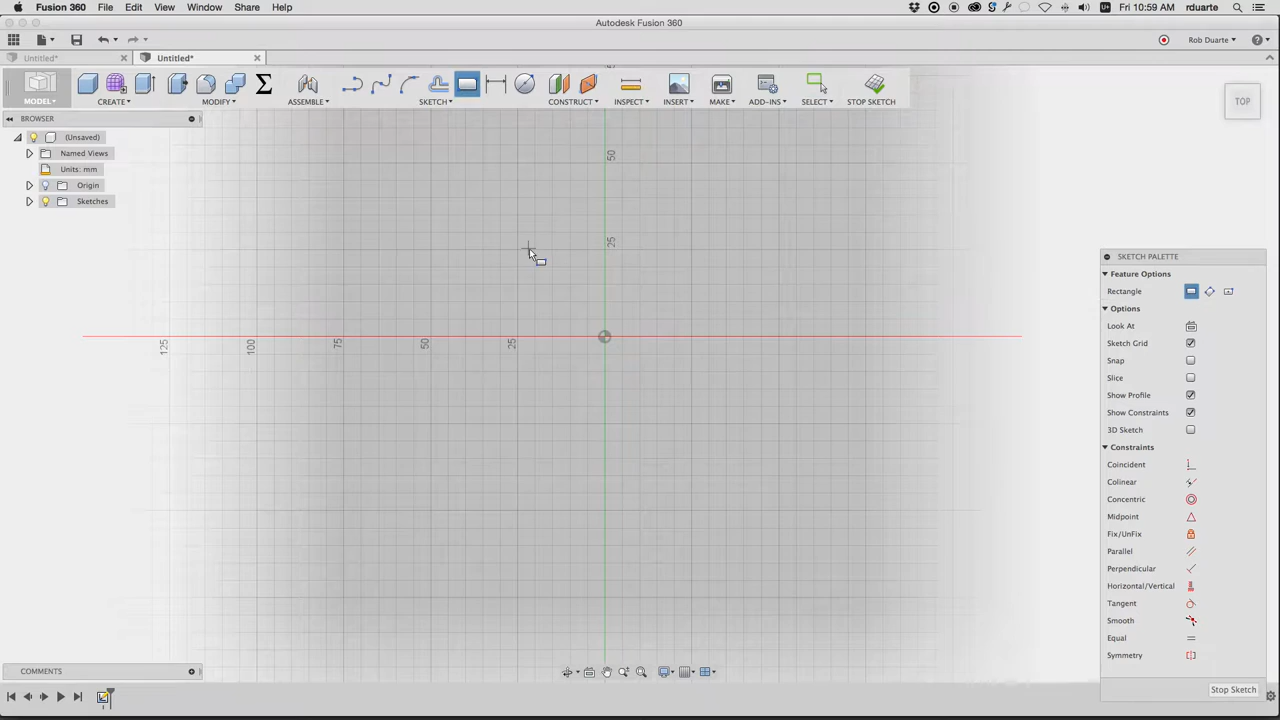 Fusion 360 File Edit View Window Share Help Fri 10:59 AM rduarte
Autodesk Fusion 360
Rob Duarte
Untitled* Untitled*
MODEL CREATE MODIFY ASSEMBLE SKETCH CONSTRUCT INSPECT INSERT MAKE ADD-INS SELECT STOP SKETCH
BROWSER
(Unsaved)
Named Views
Units: mm
Origin
Sketches
TOP
50
25
125 100 75 50 25
SKETCH PALETTE
Feature Options
Rectangle
Options
Look At
Sketch Grid
Snap
Slice
Show Profile
Show Constraints
3D Sketch
Constraints
Coincident
Colinear
Concentric
Midpoint
Fix/UnFix
Parallel
Perpendicular
Horizontal/Vertical
Tangent
Smooth
Equal
Symmetry
Stop Sketch
COMMENTS